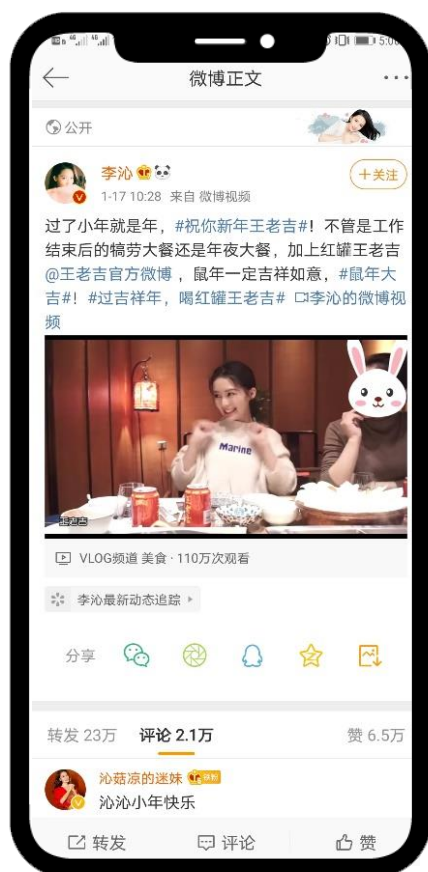 5:00
微博正文
公开
李沁
+关注
1-17 10:28 来自 微博视频
过了小年就是年，#祝你新年王老吉#！不管是工作
结束后的犒劳大餐还是年夜大餐，加上红罐王老吉
@王老吉官方微博，鼠年一定吉祥如意，#鼠年大
吉#！#过吉祥年，喝红罐王老吉# 李沁的微博视
频
Marine
王老吉
VLOG频道 美食 · 110万次观看
李沁最新动态追踪
分享
转发 23万 评论 2.1万 赞 6.5万
沁菇凉的迷妹
沁沁小年快乐
转发 评论 赞